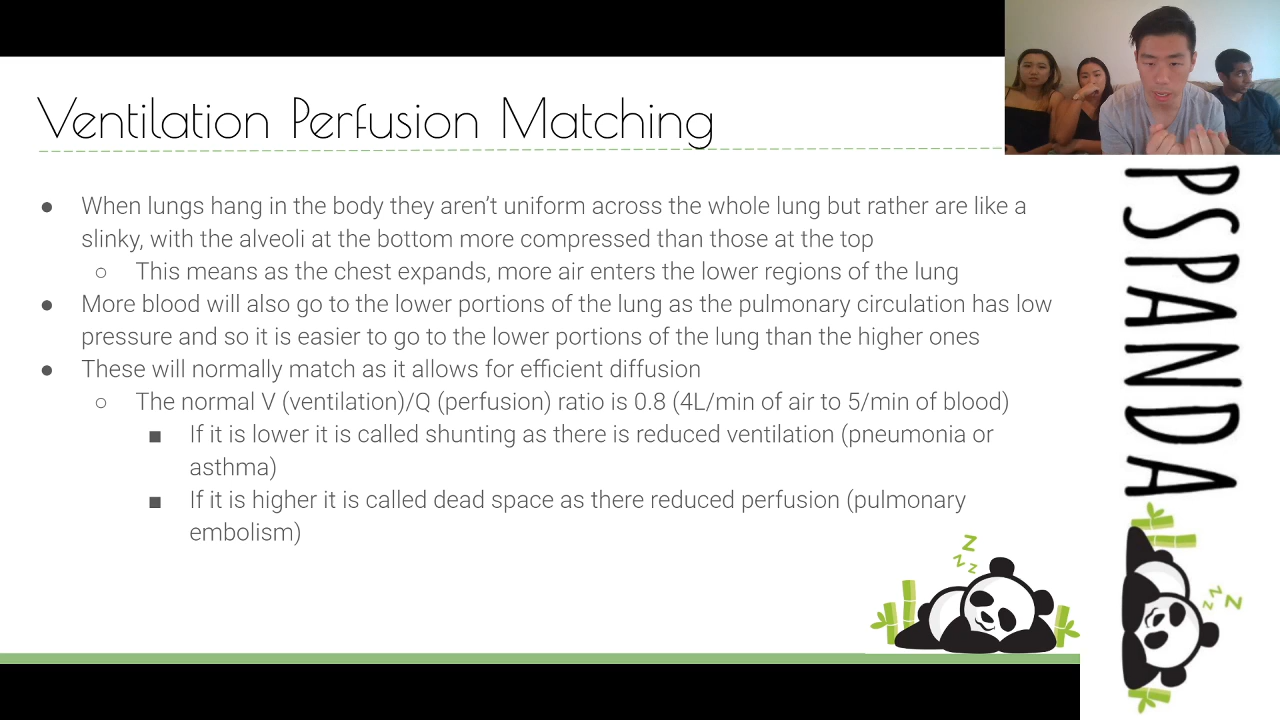 Ventilation Perfusion Matching
● When lungs hang in the body they aren't uniform across the whole lung but rather are like a
slinky, with the alveoli at the bottom more compressed than those at the top
○ This means as the chest expands, more air enters the lower regions of the lung
● More blood will also go to the lower portions of the lung as the pulmonary circulation has low
pressure and so it is easier to go to the lower portions of the lung than the higher ones
● These will normally match as it allows for efficient diffusion
○ The normal V (ventilation)/Q (perfusion) ratio is 0.8 (4L/min of air to 5/min of blood)
■ If it is lower it is called shunting as there is reduced ventilation (pneumonia or
asthma)
■ If it is higher it is called dead space as there reduced perfusion (pulmonary
embolism)
z z z
PSPANDA
z z z